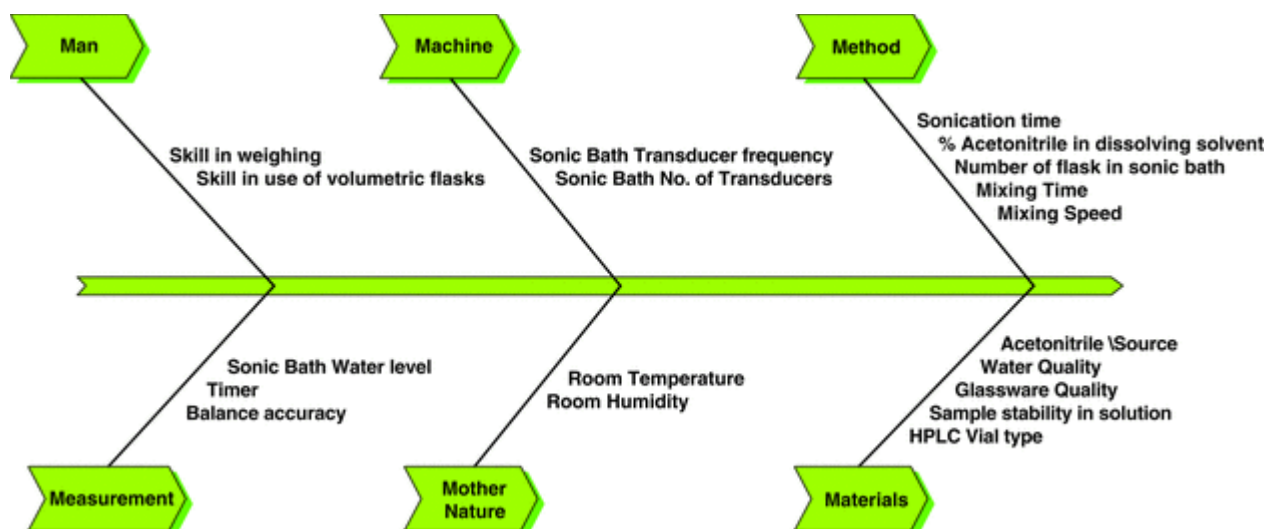 Man
Machine
Method
Skill in weighing
Skill in use of volumetric flasks
Sonic Bath Transducer frequency
Sonic Bath No. of Transducers
Sonication time
% Acetonitrile in dissolving solvent
Number of flask in sonic bath
Mixing Time
Mixing Speed
Sonic Bath Water level
Timer
Balance accuracy
Room Temperature
Room Humidity
Acetonitrile \Source
Water Quality
Glassware Quality
Sample stability in solution
HPLC Vial type
Measurement
Mother
Nature
Materials